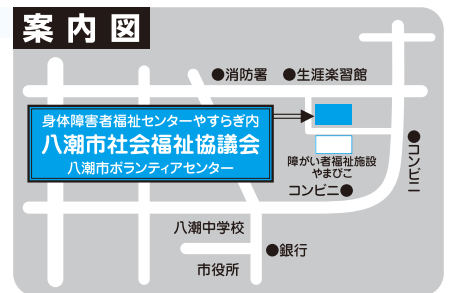 案内図
●消防署
●生涯楽習館
身体障害者福祉センターやすらぎ内
八潮市社会福祉協議会
八潮市ボランティアセンター
障がい者福祉施設
やまびこ
コンビニ●
●コンビニ
八潮中学校
●銀行
市役所